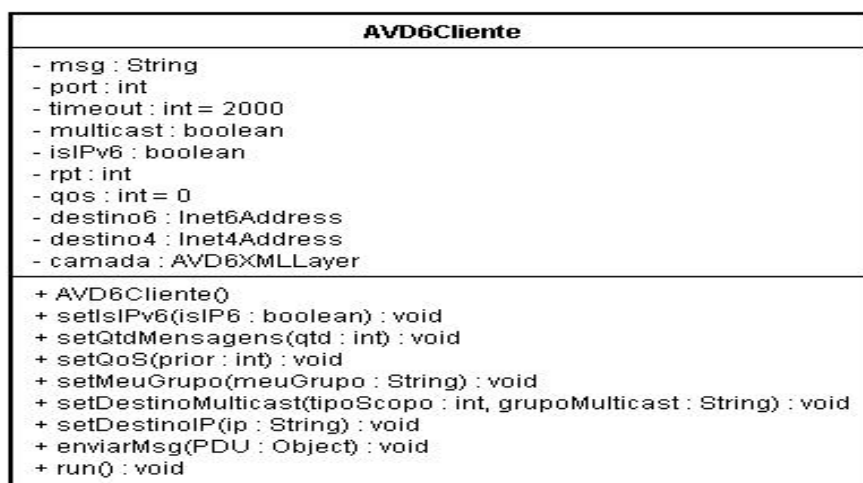 AVD6Cliente
- msg : String
- port : int
- timeout : int = 2000
- multicast : boolean
- isIPv6 : boolean
- rpt : int
- qos : int = 0
- destino6 : Inet6Address
- destino4 : Inet4Address
- camada : AVD6XMLLayer
+ AVD6Cliente()
+ setIsIPv6(isIP6 : boolean) : void
+ setQtdMensagens(qtd : int) : void
+ setQoS(prior : int) : void
+ setMeuGrupo(meuGrupo : String) : void
+ setDestinoMulticast(tipoScopo : int, grupoMulticast : String) : void
+ setDestinoIP(ip : String) : void
+ enviarMsg(PDU : Object) : void
+ run() : void